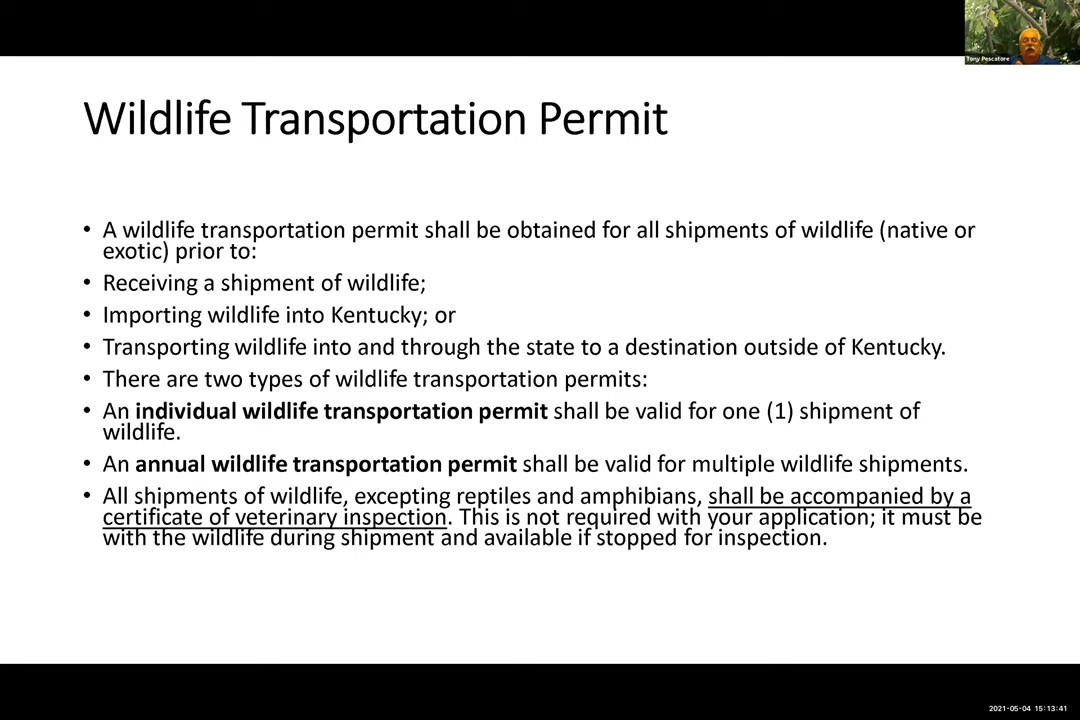 Tony Pescatore
Wildlife Transportation Permit
• A wildlife transportation permit shall be obtained for all shipments of wildlife (native or
exotic) prior to:
• Receiving a shipment of wildlife;
• Importing wildlife into Kentucky; or
• Transporting wildlife into and through the state to a destination outside of Kentucky.
• There are two types of wildlife transportation permits:
• An individual wildlife transportation permit shall be valid for one (1) shipment of
wildlife.
• An annual wildlife transportation permit shall be valid for multiple wildlife shipments.
• All shipments of wildlife, excepting reptiles and amphibians, shall be accompanied by a
certificate of veterinary inspection. This is not required with your application; it must be
with the wildlife during shipment and available if stopped for inspection.
2021-05-04 15:13:41